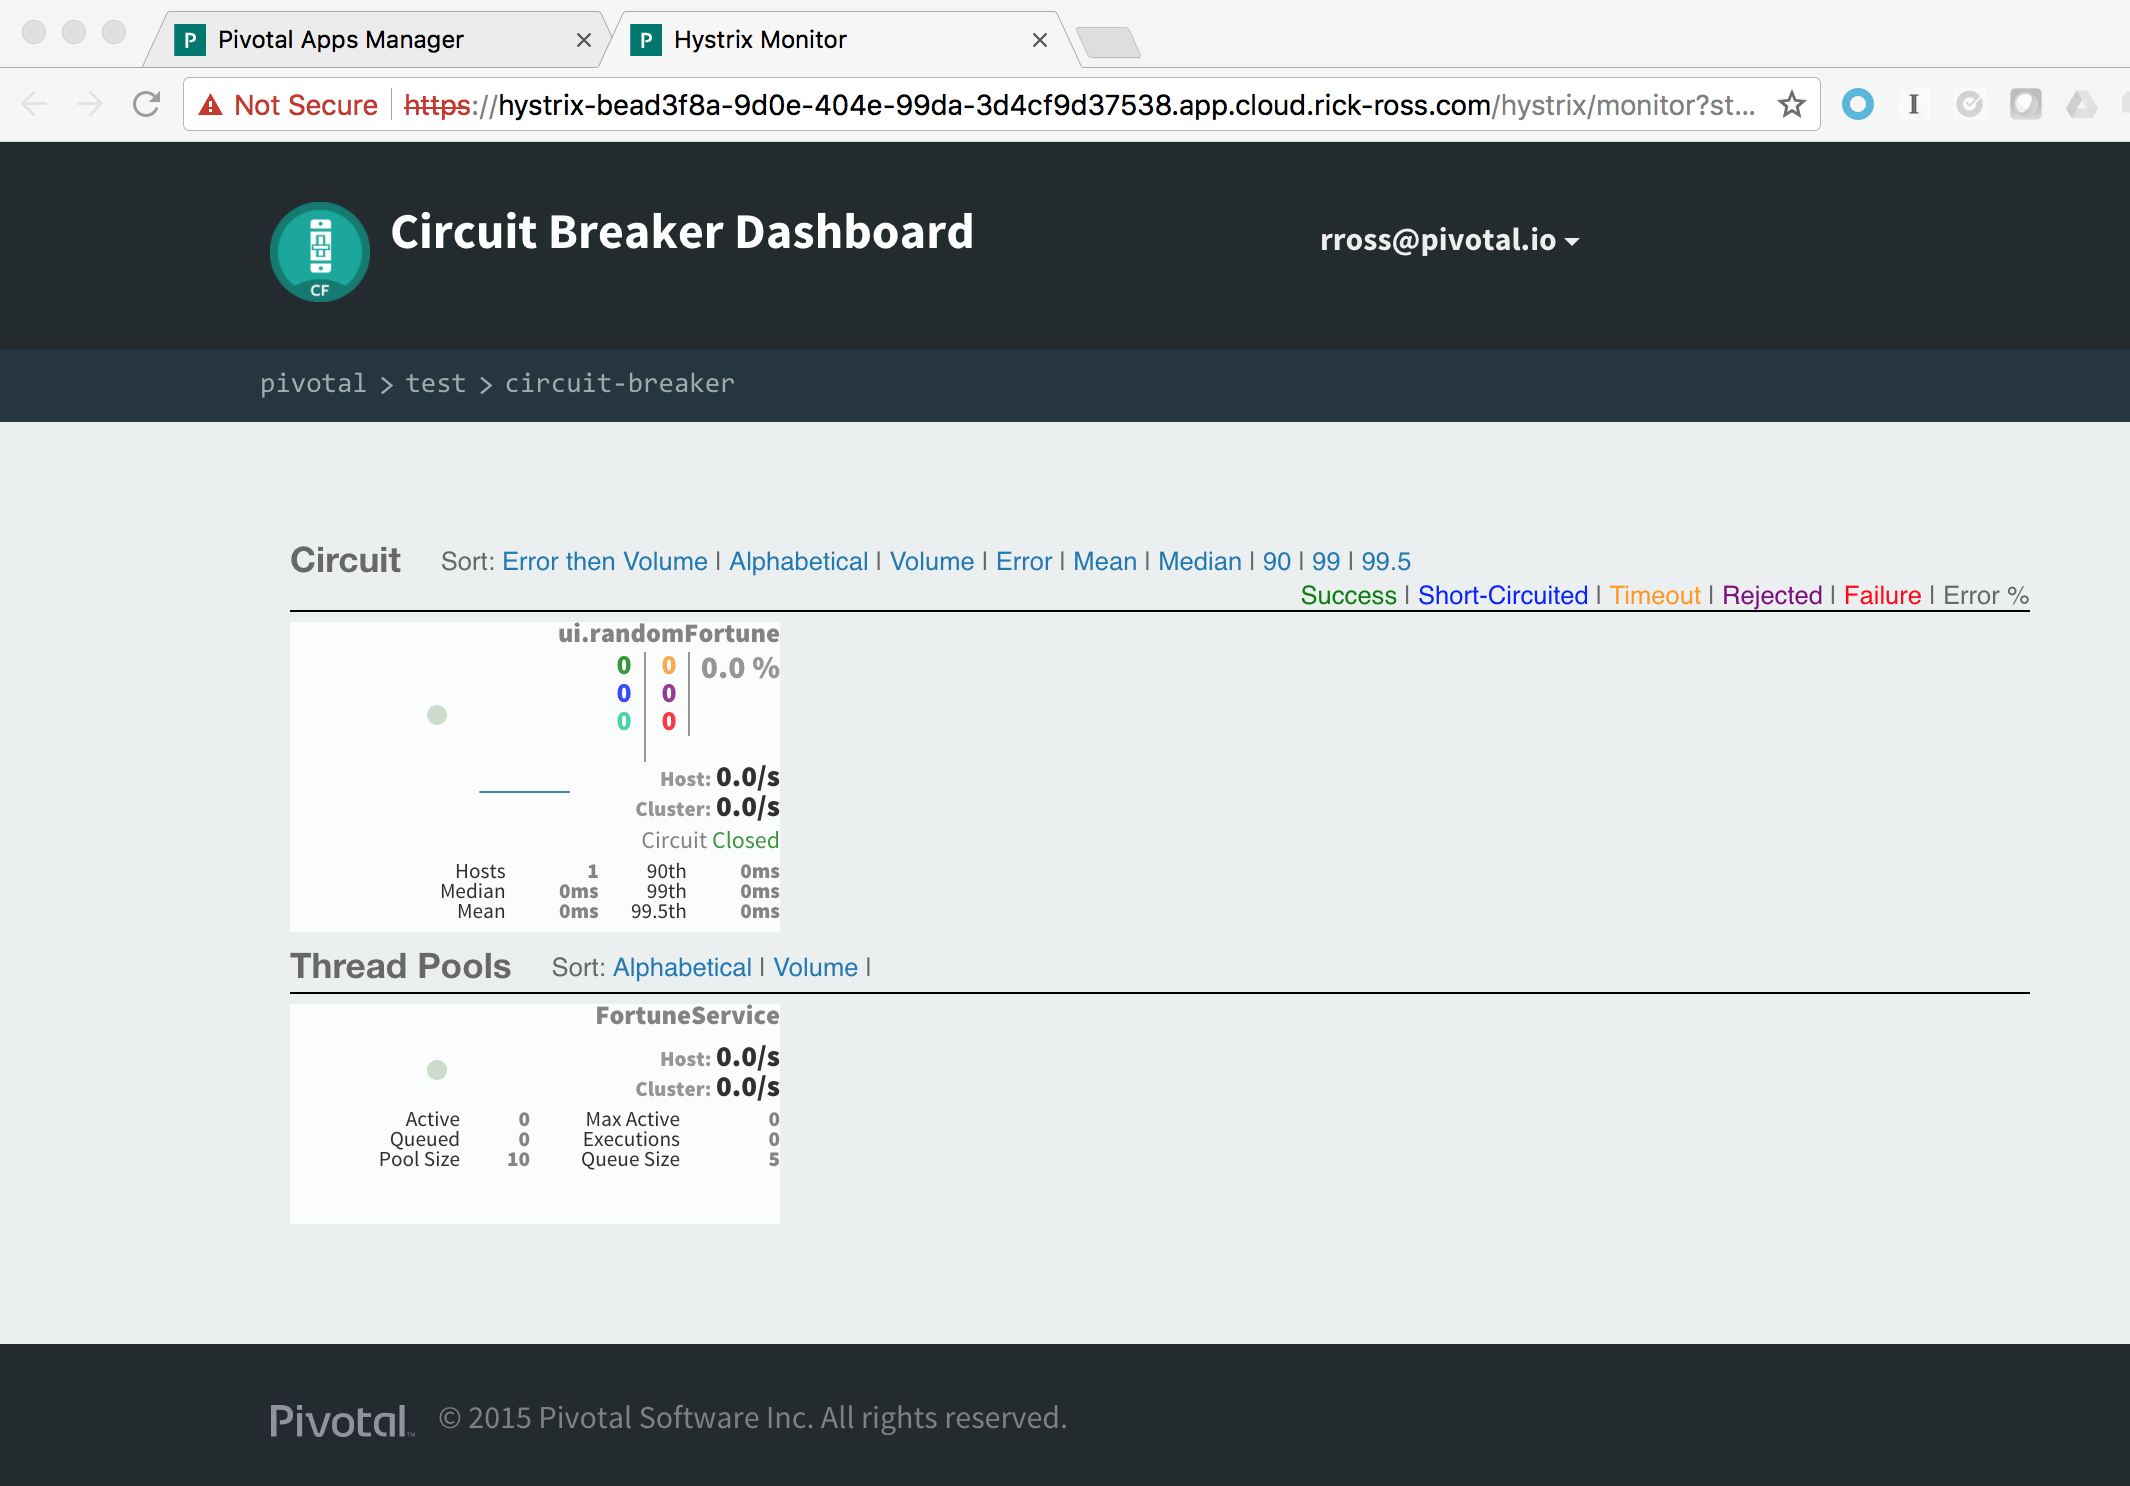 P Pivotal Apps Manager ×
P Hystrix Monitor ×
Not Secure | https://hystrix-bead3f8a-9d0e-404e-99da-3d4cf9d37538.app.cloud.rick-ross.com/hystrix/monitor?st...
I
CF
Circuit Breaker Dashboard
rross@pivotal.io
pivotal > test > circuit-breaker
Circuit Sort: Error then Volume | Alphabetical | Volume | Error | Mean | Median | 90 | 99 | 99.5
Success | Short-Circuited | Timeout | Rejected | Failure | Error %
ui.randomFortune
0 0 0.0 %
0 0
0 0
Host: 0.0/s
Cluster: 0.0/s
Circuit Closed
Hosts 1 90th 0ms
Median 0ms 99th 0ms
Mean 0ms 99.5th 0ms
Thread Pools Sort: Alphabetical | Volume |
FortuneService
Host: 0.0/s
Cluster: 0.0/s
Active 0 Max Active 0
Queued 0 Executions 0
Pool Size 10 Queue Size 5
Pivotal™ © 2015 Pivotal Software Inc. All rights reserved.